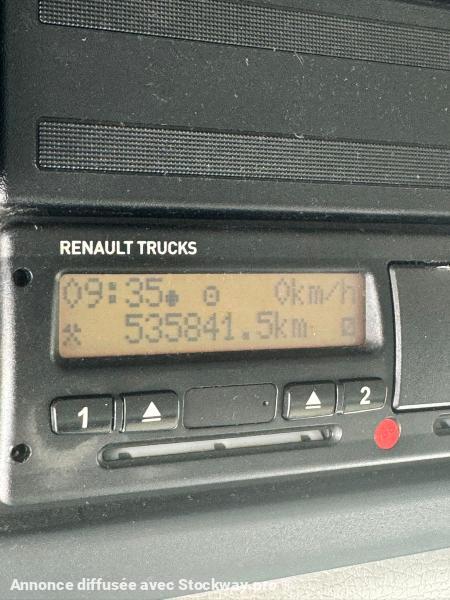 RENAULT TRUCKS
09:35 0km/h
535841.5km
1 2
Annonce diffusée avec Stockway.pro